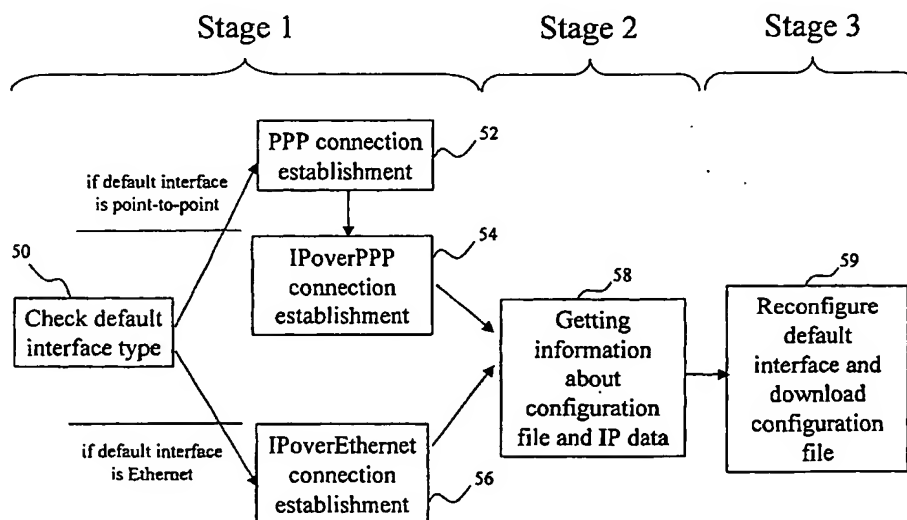 Stage 1
Stage 2
Stage 3
PPP connection
establishment
52
if default interface
is point-to-point
50
Check default
interface type
IPoverPPP
connection
establishment
54
58
Getting
information
about
configuration
file and IP data
59
Reconfigure
default
interface and
download
configuration
file
if default interface
is Ethernet
IPoverEthernet
connection
establishment
56